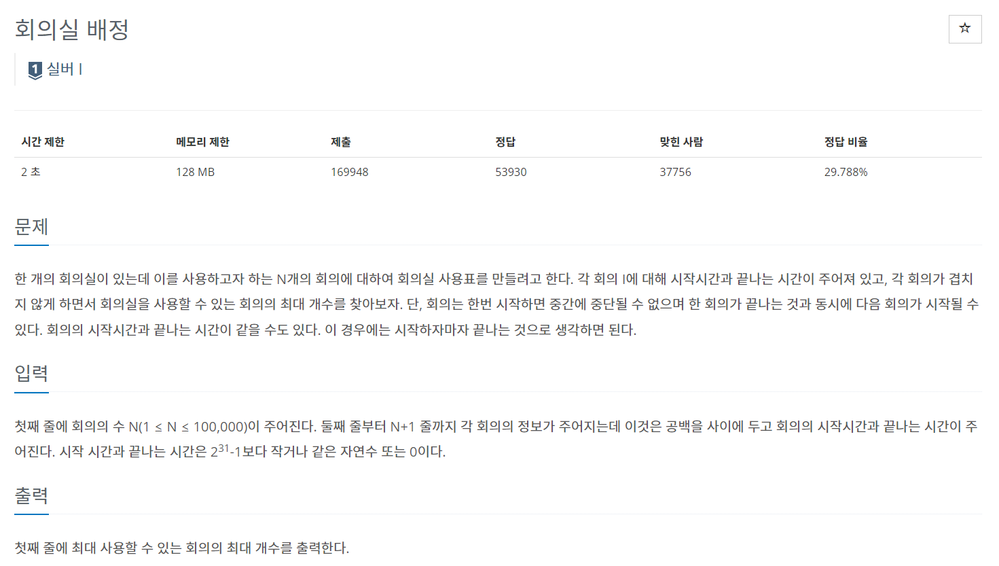 회의실 배정
☆
1 실버 I
시간 제한 메모리 제한 제출 정답 맞힌 사람 정답 비율
2 초 128 MB 169948 53930 37756 29.788%
문제
한 개의 회의실이 있는데 이를 사용하고자 하는 N개의 회의에 대하여 회의실 사용표를 만들려고 한다. 각 회의 I에 대해 시작시간과 끝나는 시간이 주어져 있고, 각 회의가 겹치
지 않게 하면서 회의실을 사용할 수 있는 회의의 최대 개수를 찾아보자. 단, 회의는 한번 시작하면 중간에 중단될 수 없으며 한 회의가 끝나는 것과 동시에 다음 회의가 시작될 수
있다. 회의의 시작시간과 끝나는 시간이 같을 수도 있다. 이 경우에는 시작하자마자 끝나는 것으로 생각하면 된다.
입력
첫째 줄에 회의의 수 N(1 ≤ N ≤ 100,000)이 주어진다. 둘째 줄부터 N+1 줄까지 각 회의의 정보가 주어지는데 이것은 공백을 사이에 두고 회의의 시작시간과 끝나는 시간이 주
어진다. 시작 시간과 끝나는 시간은 2³¹-1보다 작거나 같은 자연수 또는 0이다.
출력
첫째 줄에 최대 사용할 수 있는 회의의 최대 개수를 출력한다.